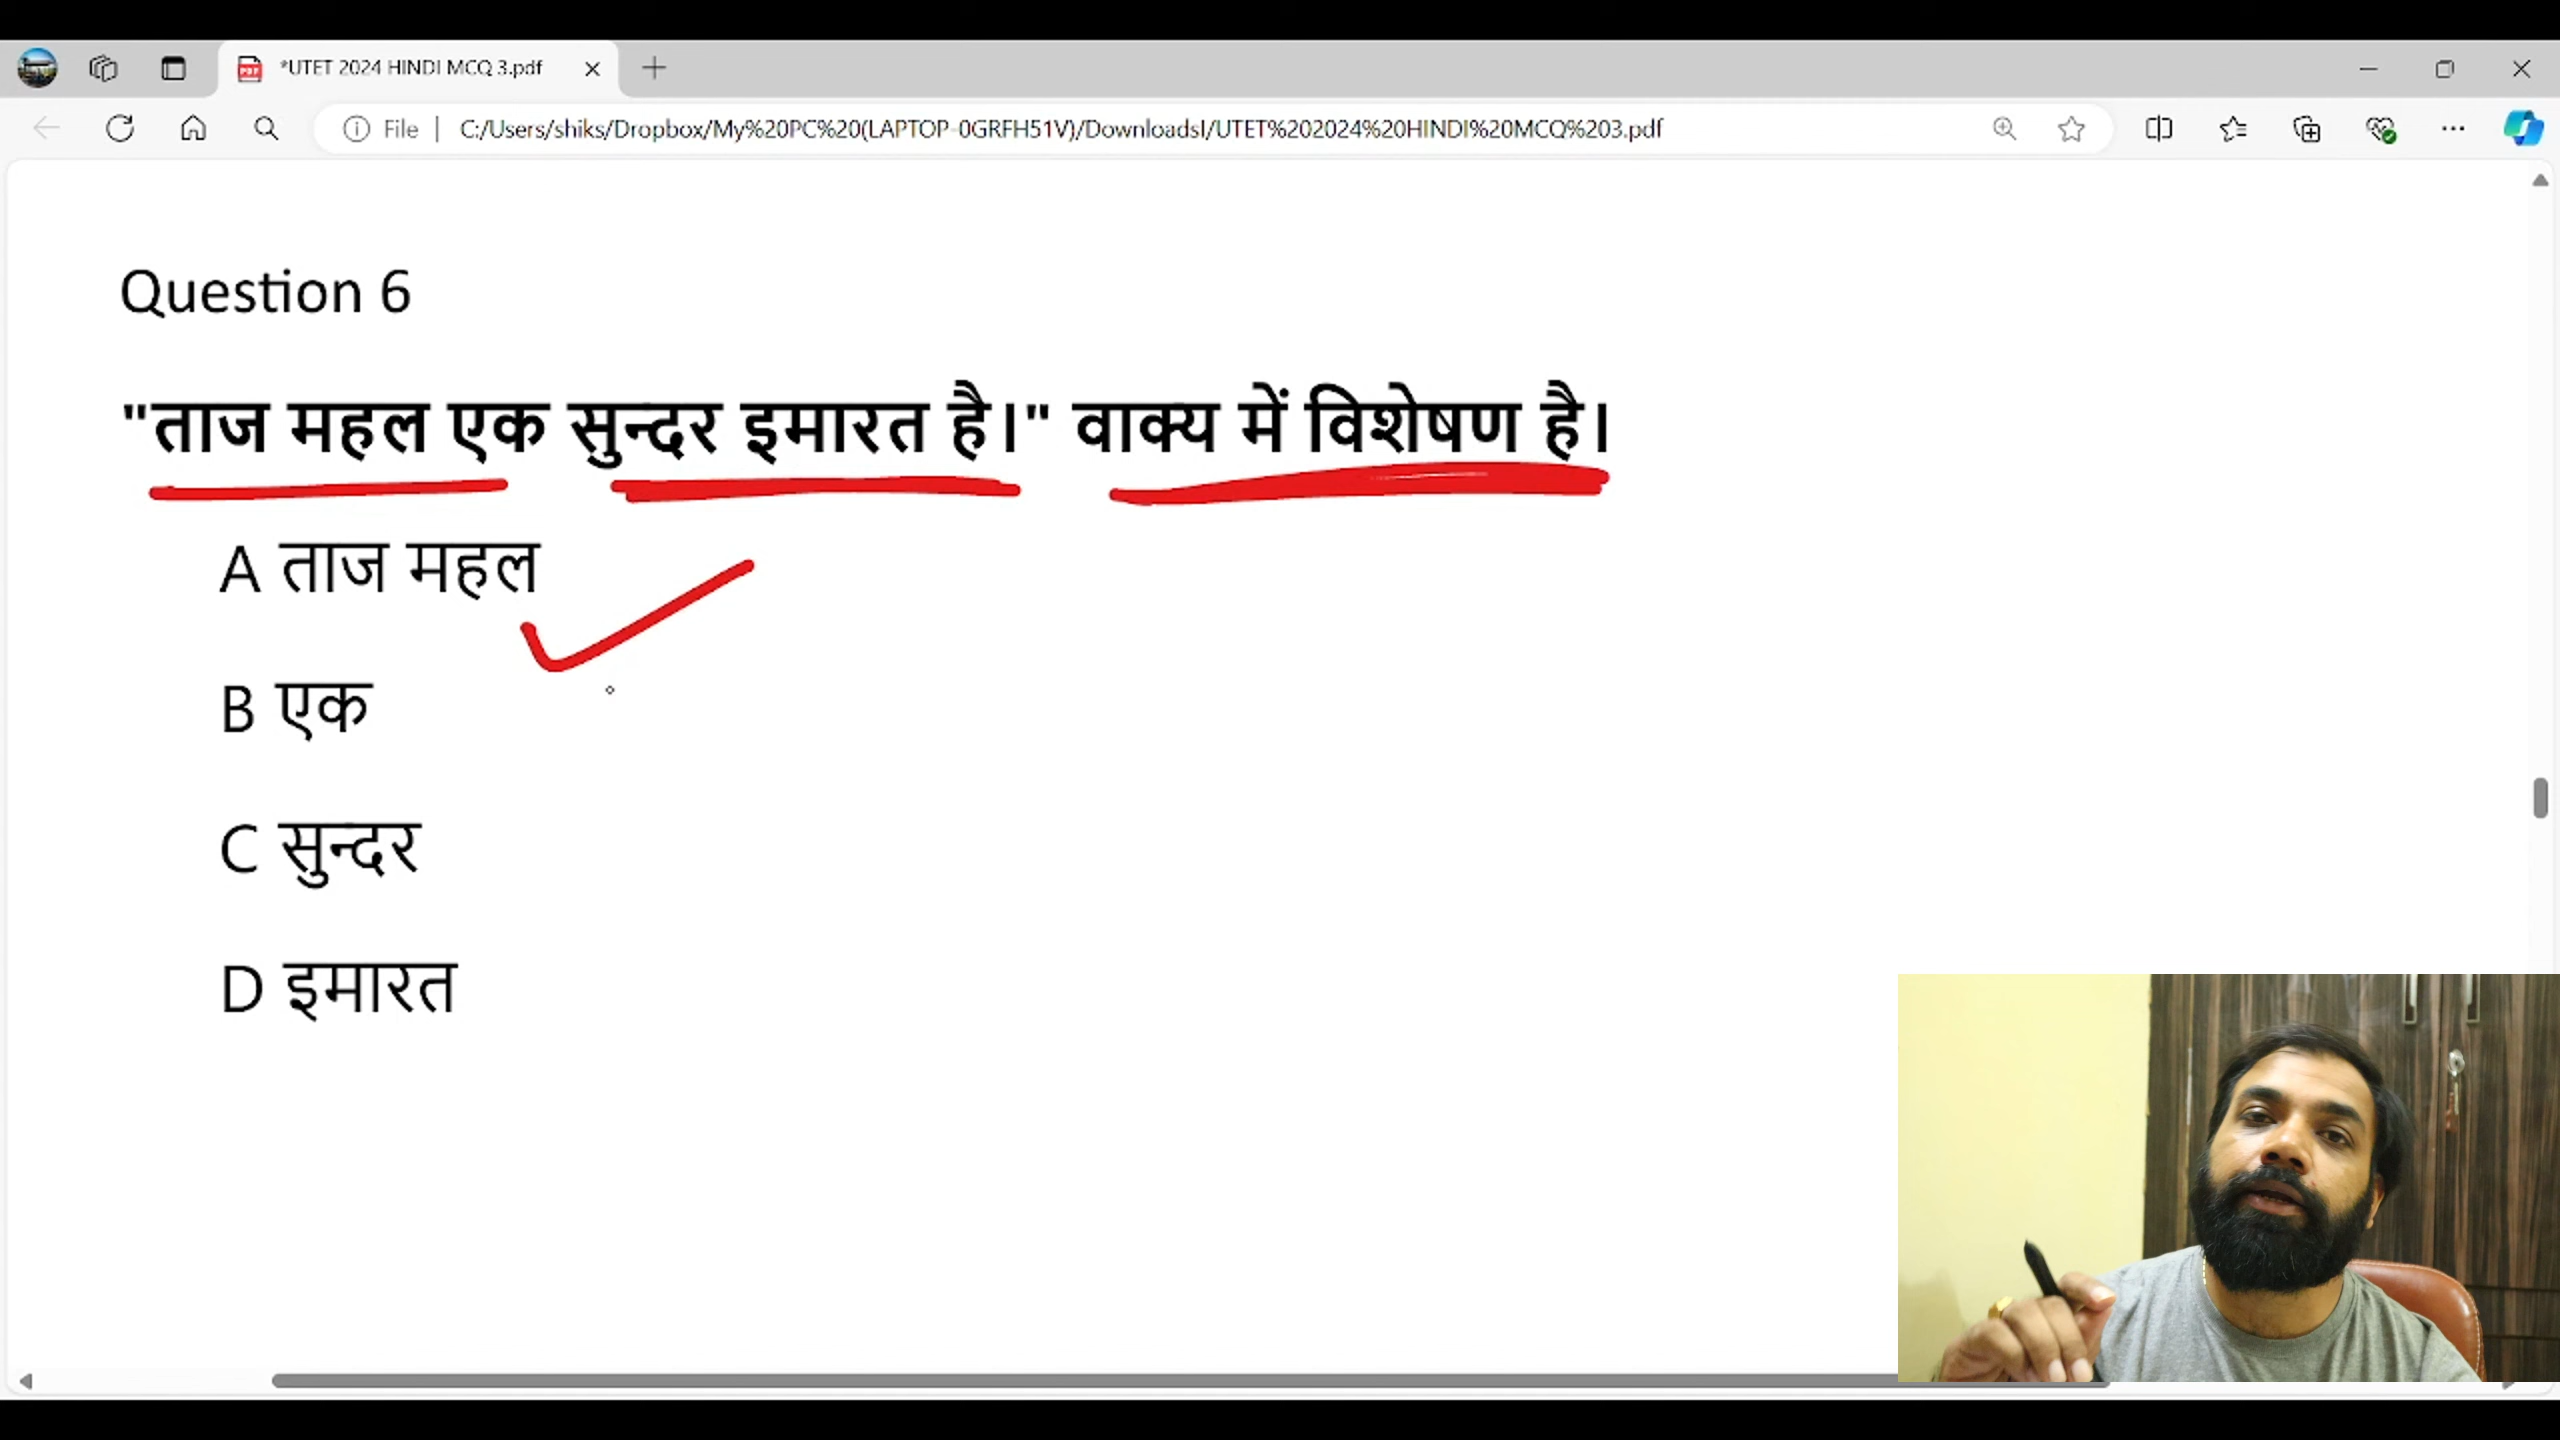 *UTET 2024 HINDI MCQ 3.pdf
File | C:/Users/shiks/Dropbox/My%20PC%20(LAPTOP-0GRFH51V)/DownloadsI/UTET%202024%20HINDI%20MCQ%203.pdf
Question 6
"ताज महल एक सुन्दर इमारत है।" वाक्य में विशेषण है।
A ताज महल
B एक
C सुन्दर
D इमारत